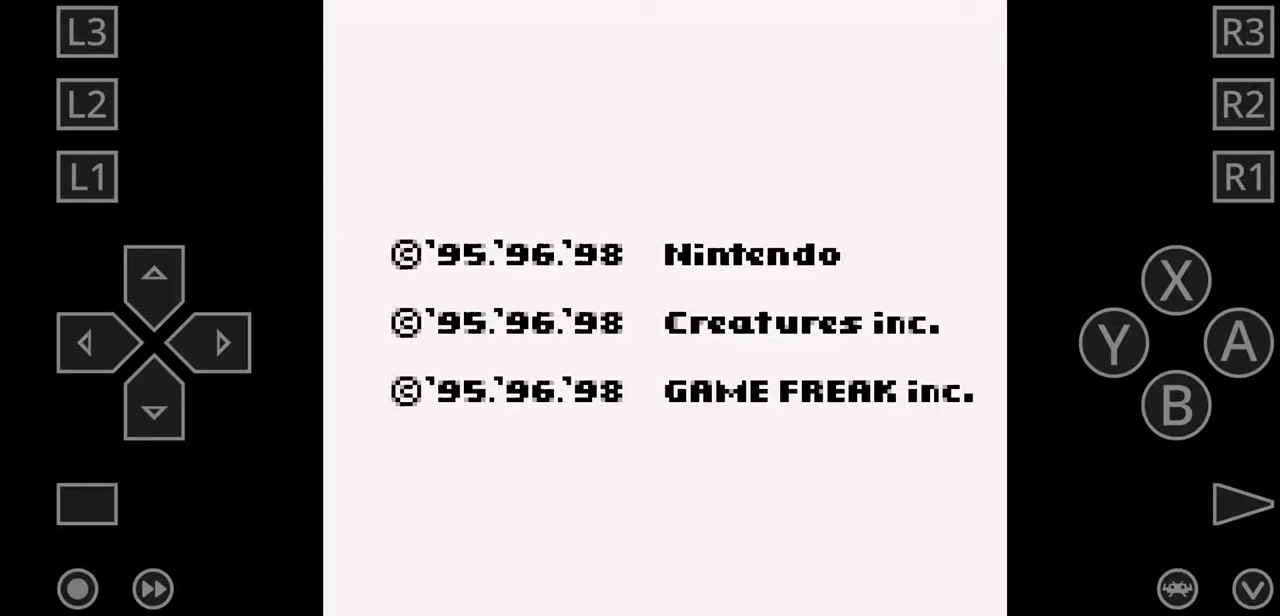 L3
R3
L2
R2
L1
R1
©'95.'96.'98 Nintendo
©'95.'96.'98 Creatures inc.
©'95.'96.'98 GAME FREAK inc.
X
Y
A
B